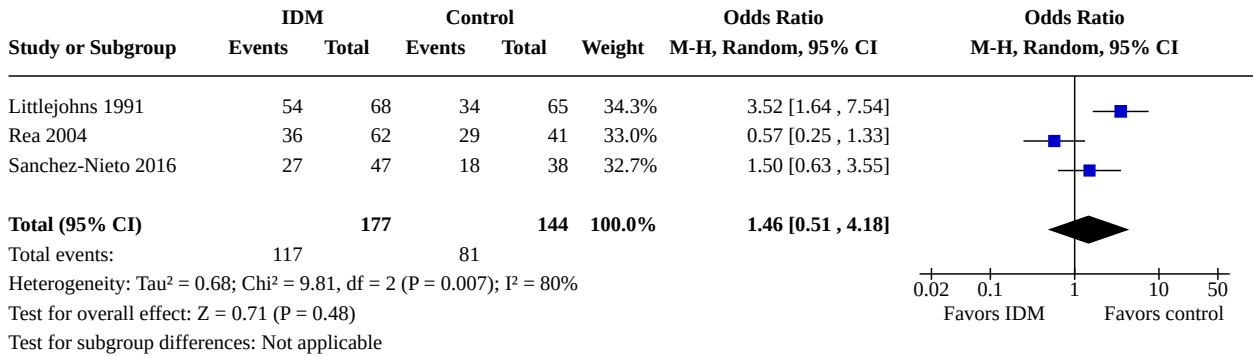 IDM Control Odds Ratio Odds Ratio
Study or Subgroup Events Total Events Total Weight M-H, Random, 95% CI M-H, Random, 95% CI
Littlejohns 1991 54 68 34 65 34.3% 3.52 [1.64 , 7.54]
Rea 2004 36 62 29 41 33.0% 0.57 [0.25 , 1.33]
Sanchez-Nieto 2016 27 47 18 38 32.7% 1.50 [0.63 , 3.55]
Total (95% CI) 177 144 100.0% 1.46 [0.51 , 4.18]
Total events: 117 81
Heterogeneity: Tau² = 0.68; Chi² = 9.81, df = 2 (P = 0.007); I² = 80%
0.02 0.1 1 10 50
Test for overall effect: Z = 0.71 (P = 0.48) Favors IDM Favors control
Test for subgroup differences: Not applicable